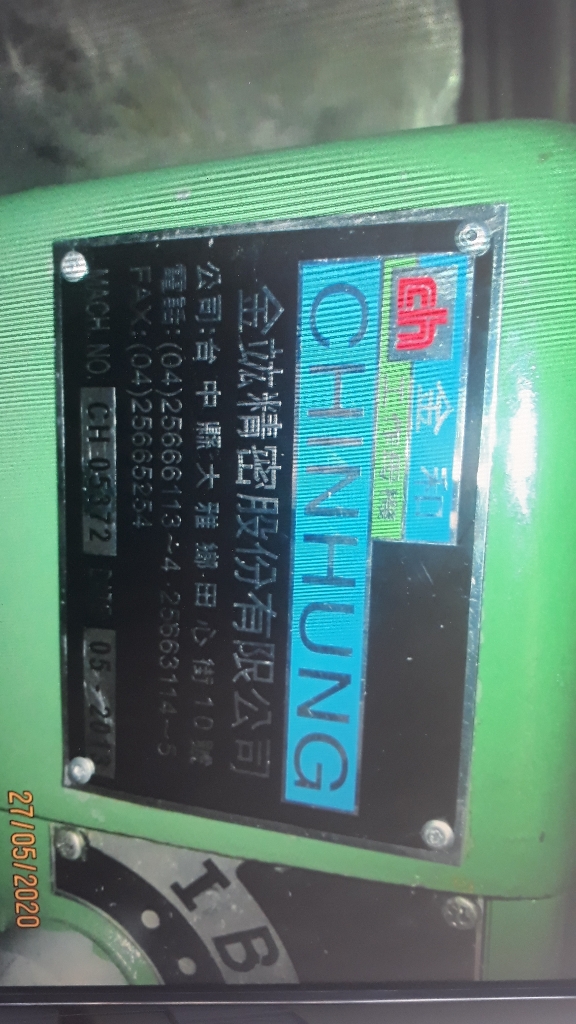 ch 金和
CHINHUNG
金竑精密股份有限公司
公司:台中縣大雅鄉田心街10號
電話:(04)25666113~4 25663114~5
FAX:(04)25665254
MACH.NO CH 05372 05-2013
I B
27/05/2020